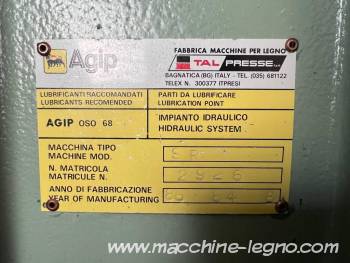 Agip
FABBRICA MACCHINE PER LEGNO
TAL PRESSE
BAGNATICA (BG) ITALY - TEL. (035) 681122
TELEX N. 300377 ITPRESI
LUBRIFICANTI RACCOMANDATI
LUBRICANTS RECOMENDED
PARTI DA LUBRIFICARE
LUBRICATION POINT
AGIP OSO 68
IMPIANTO IDRAULICO
HIDRAULIC SYSTEM
MACCHINA TIPO
MACHINE MOD.
N. MATRICOLA
MATRICULE N.
2926
ANNO DI FABBRICAZIONE
YEAR OF MANUFACTURING
www.macchine-legno.com